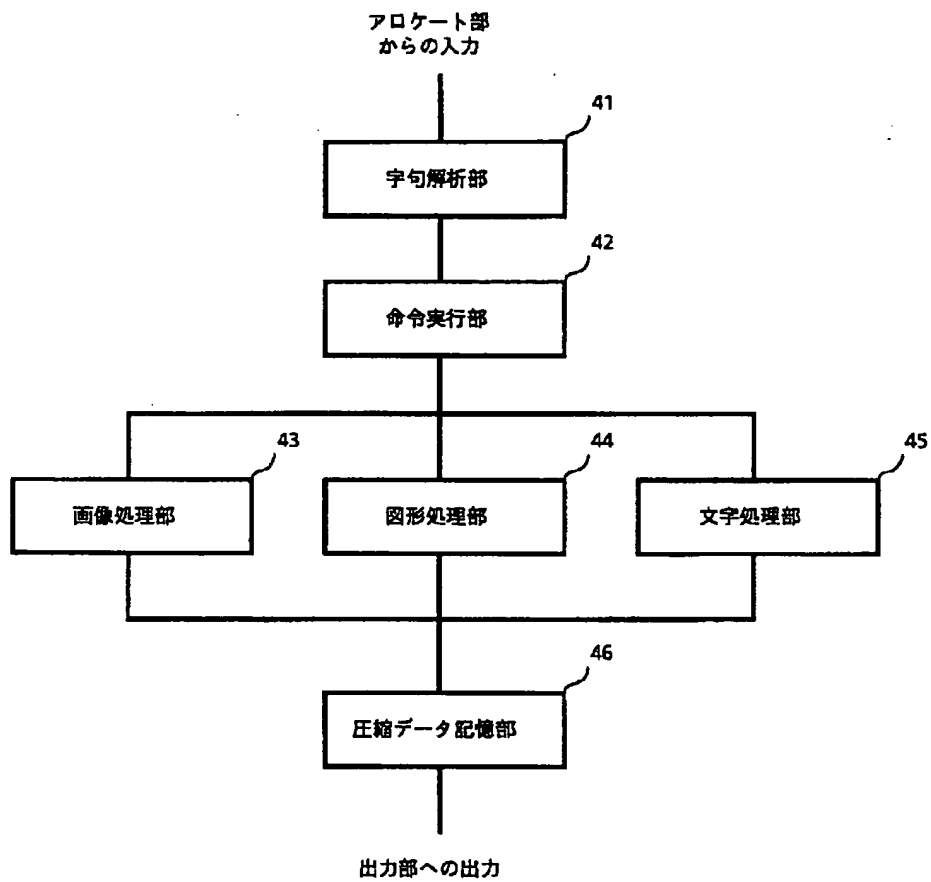 アロケート部
からの入力
41
字句解析部
42
命令実行部
43
画像処理部
44
図形処理部
45
文字処理部
46
圧縮データ記憶部
出力部への出力